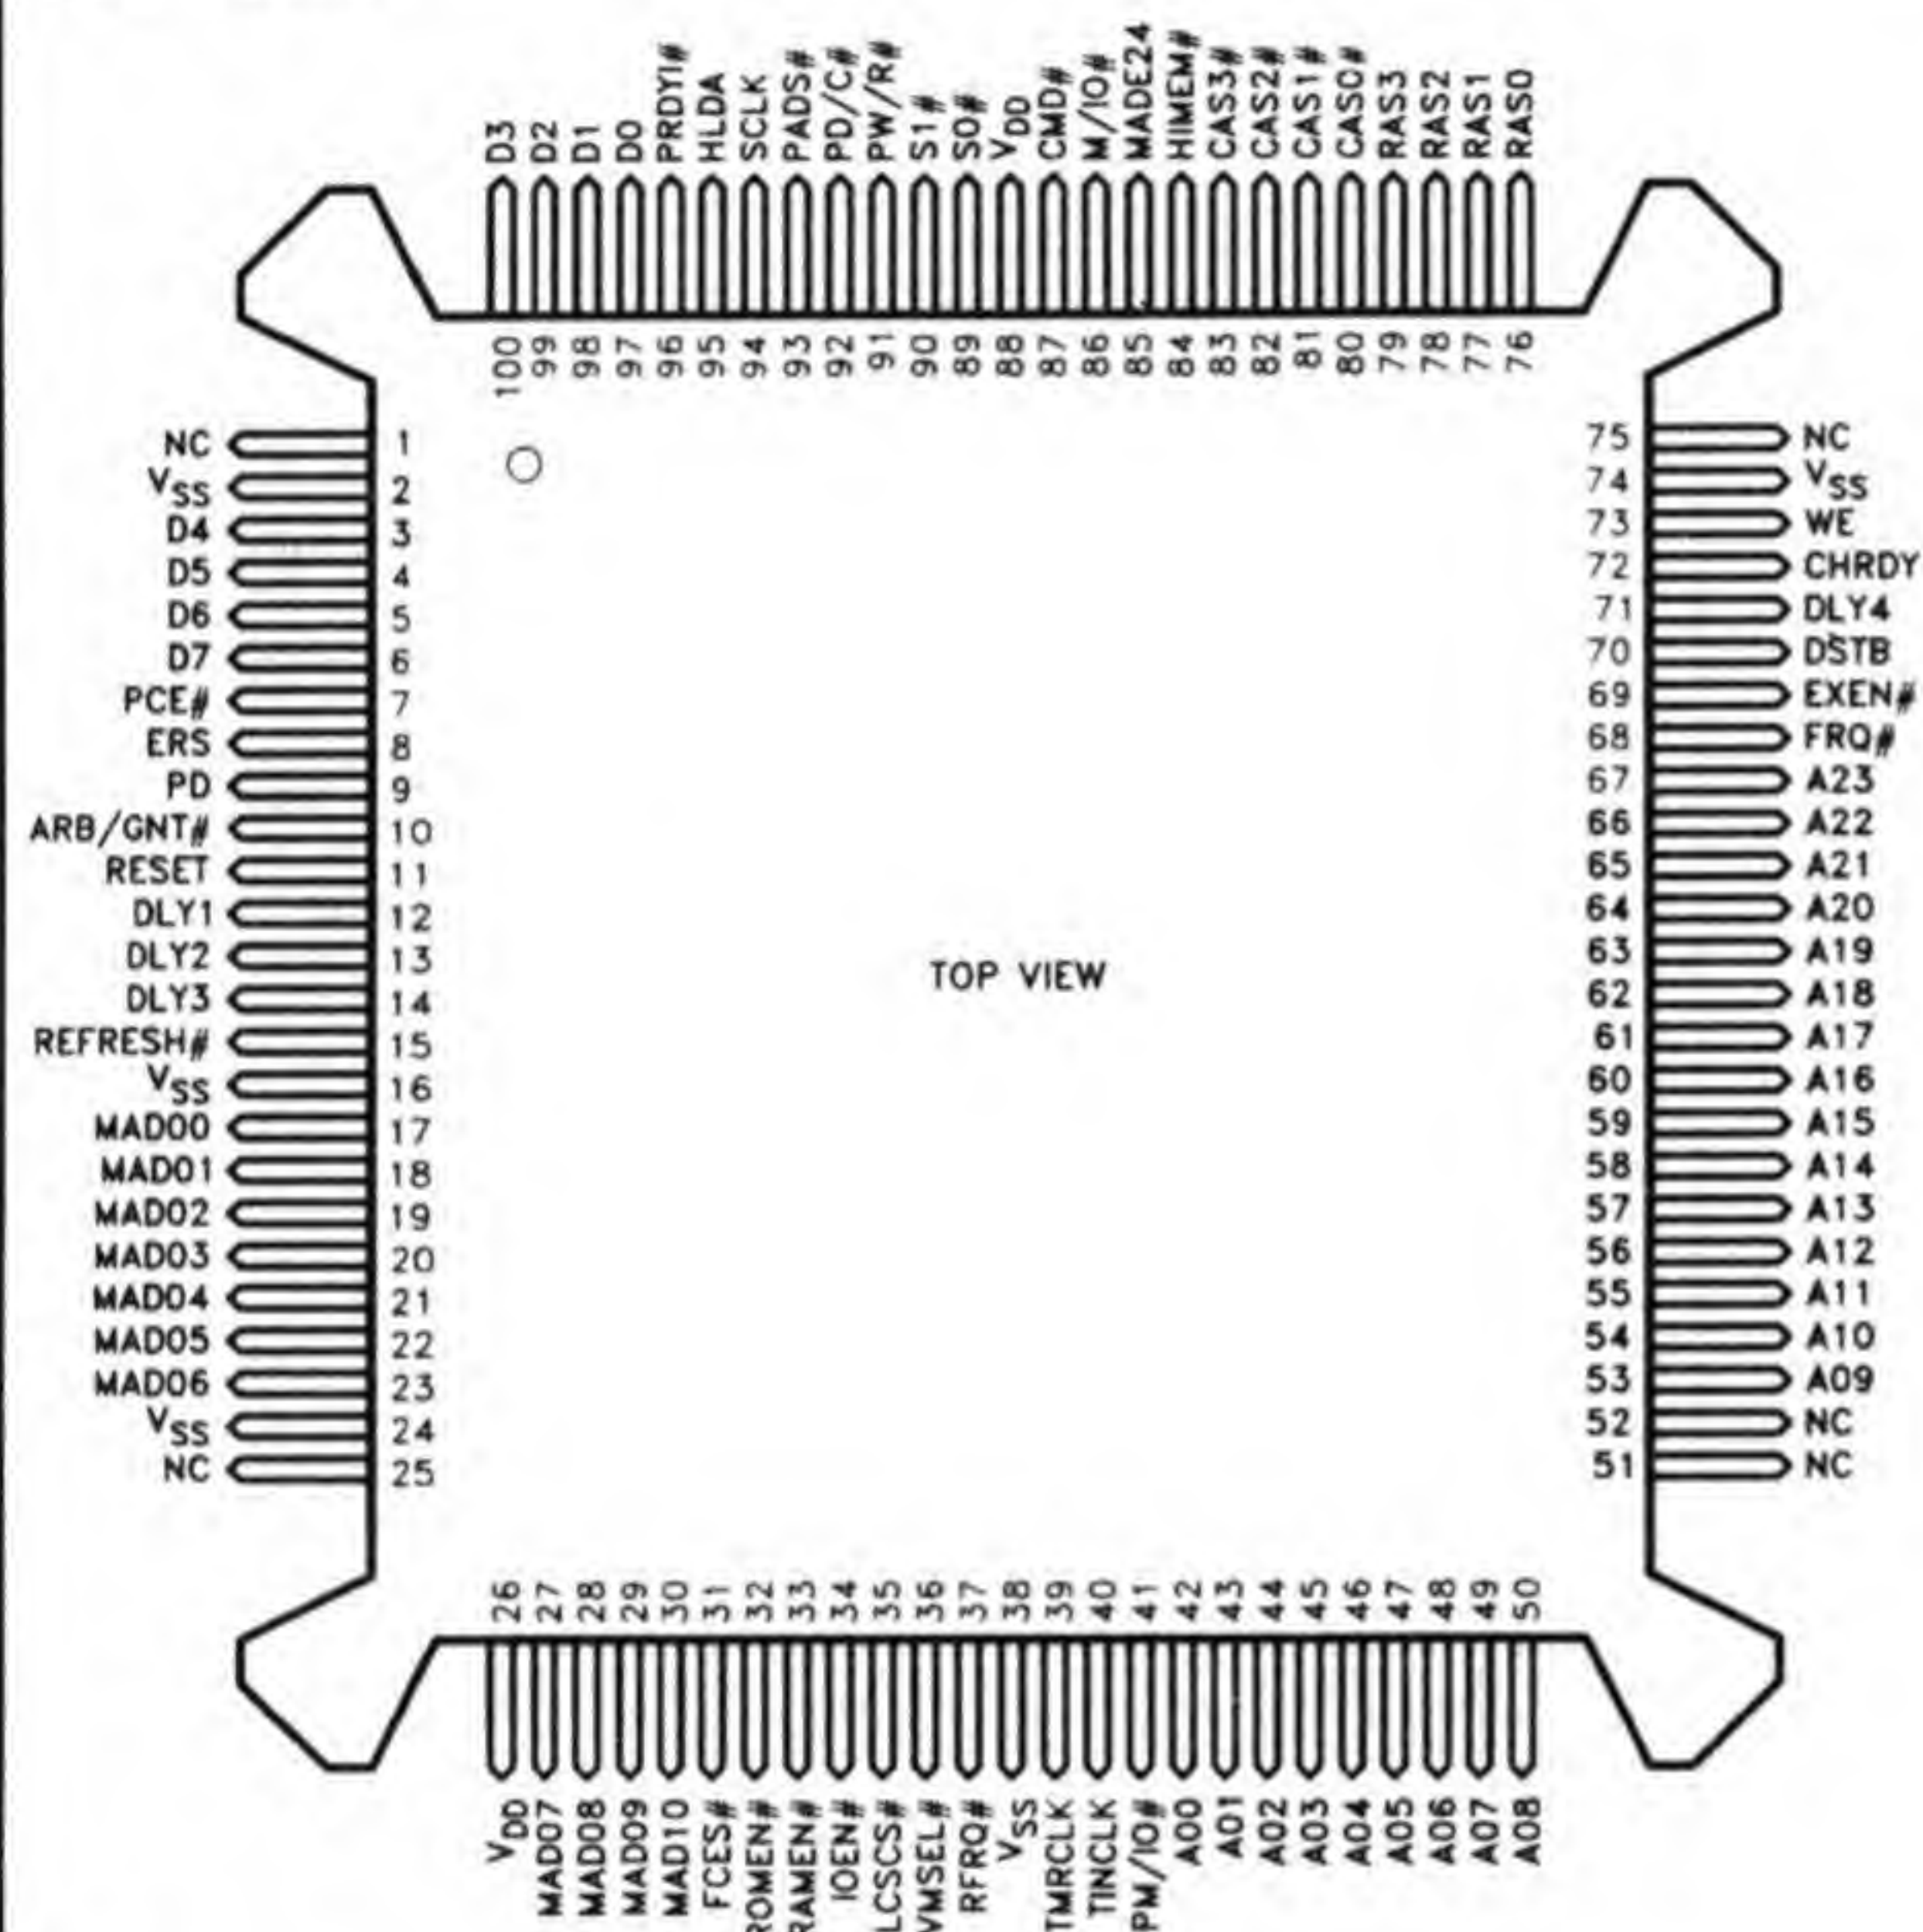 D3
D2
D1
D0
PRDYI#
HLDA
SCLK
PADS#
PD/C#
PW/R#
S1#
S0#
VDD
CMD#
M/IO#
MADE24
HIMEM#
CAS3#
CAS2#
CAS1#
CAS0#
RAS3
RAS2
RAS1
RAS0
100 99 98 97 96 95 94 93 92 91 90 89 88 87 86 85 84 83 82 81 80 79 78 77 76
NC 1
VSS 2
D4 3
D5 4
D6 5
D7 6
PCE# 7
ERS 8
PD 9
ARB/GNT# 10
RESET 11
DLY1 12
DLY2 13
DLY3 14
REFRESH# 15
VSS 16
MAD00 17
MAD01 18
MAD02 19
MAD03 20
MAD04 21
MAD05 22
MAD06 23
VSS 24
NC 25
TOP VIEW
75 NC
74 VSS
73 WE
72 CHRDY
71 DLY4
70 DSTB
69 EXEN#
68 FRQ#
67 A23
66 A22
65 A21
64 A20
63 A19
62 A18
61 A17
60 A16
59 A15
58 A14
57 A13
56 A12
55 A11
54 A10
53 A09
52 NC
51 NC
26 27 28 29 30 31 32 33 34 35 36 37 38 39 40 41 42 43 44 45 46 47 48 49 50
VDD
MAD07
MAD08
MAD09
MAD10
FCES#
ROMEN#
RAMEN#
IOEN#
LCSCS#
VMSEL#
RFRQ#
VSS
TMRCLK
TINCLK
PM/IO#
A00
A01
A02
A03
A04
A05
A06
A07
A08